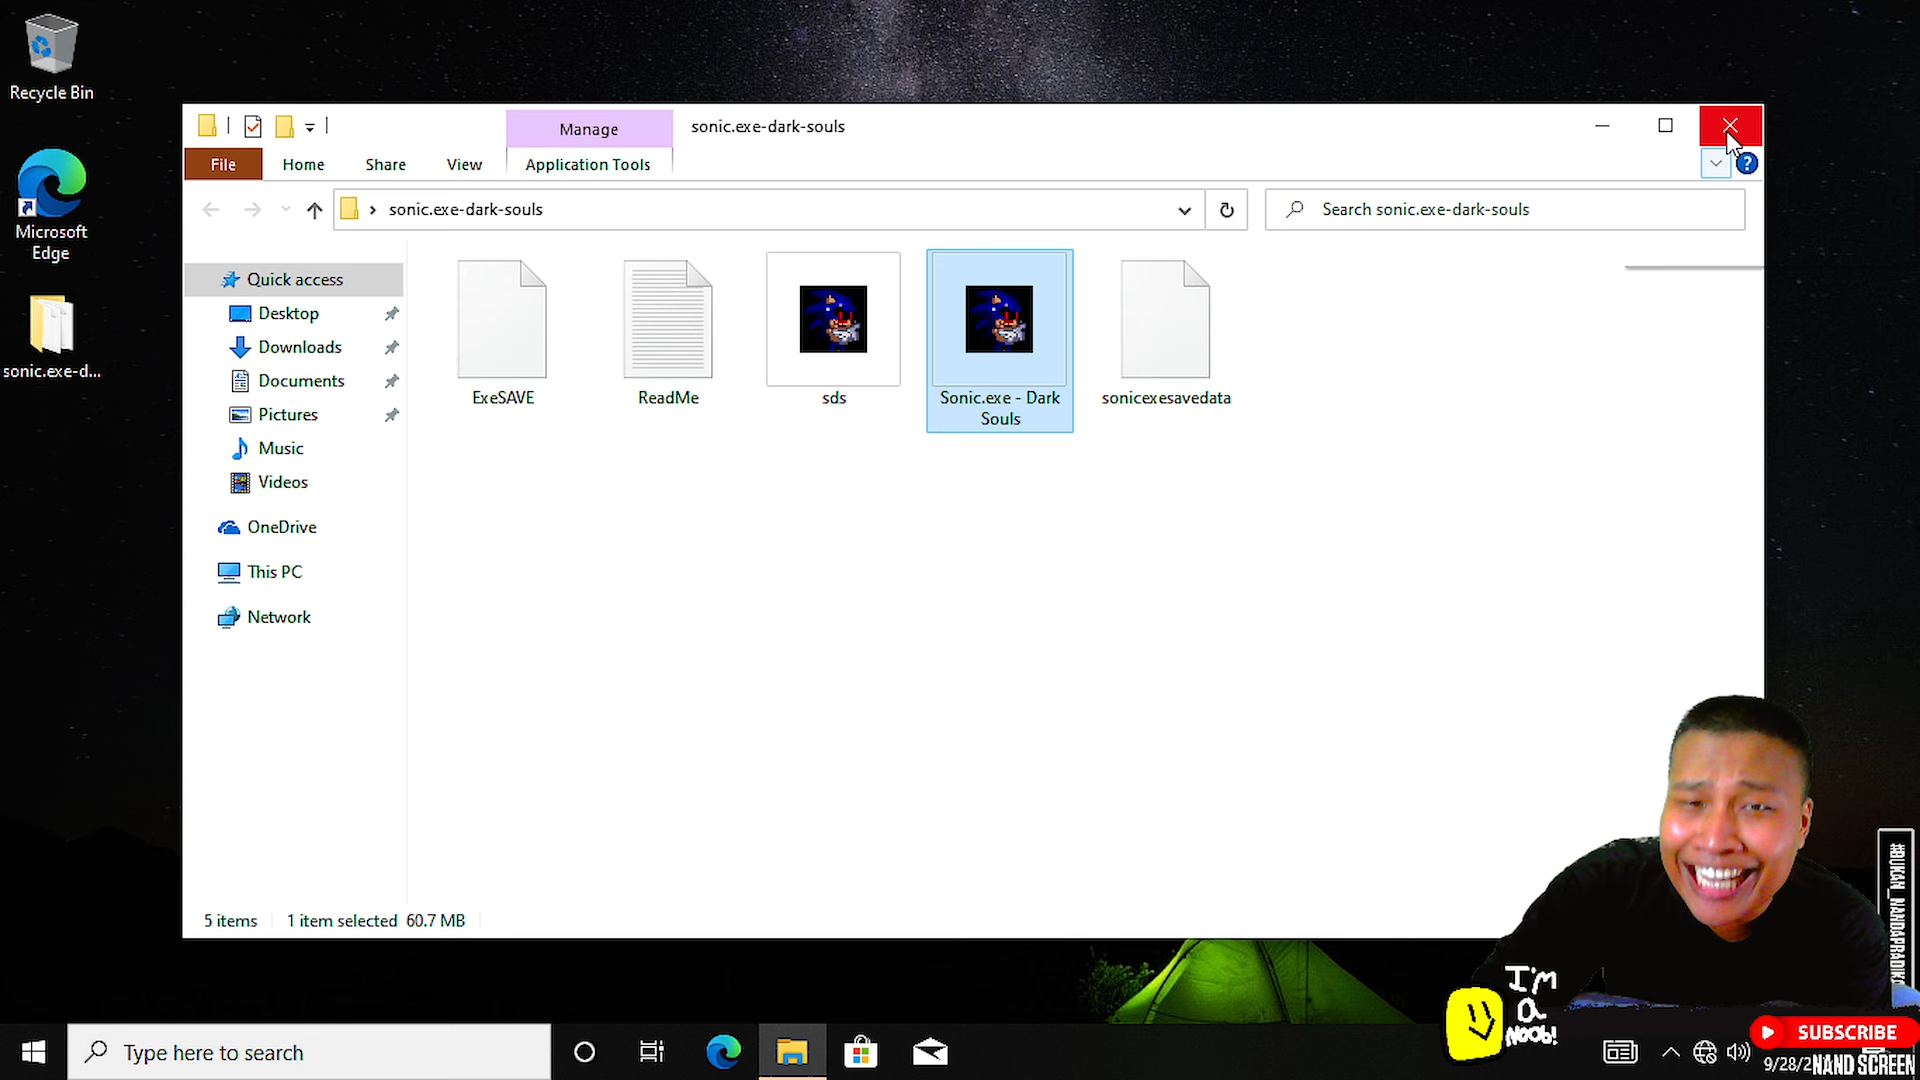 Recycle Bin
Microsoft
Edge
sonic.exe-d...
Manage
sonic.exe-dark-souls
File
Home
Share
View
Application Tools
?
sonic.exe-dark-souls
Search sonic.exe-dark-souls
Quick access
Desktop
Downloads
Documents
Pictures
Music
Videos
OneDrive
This PC
Network
ExeSAVE
ReadMe
sds
Sonic.exe - Dark
Souls
sonicexesavedata
5 items
1 item selected 60.7 MB
I'm
a
noob!
Type here to search
SUBSCRIBE
NAND SCREEN